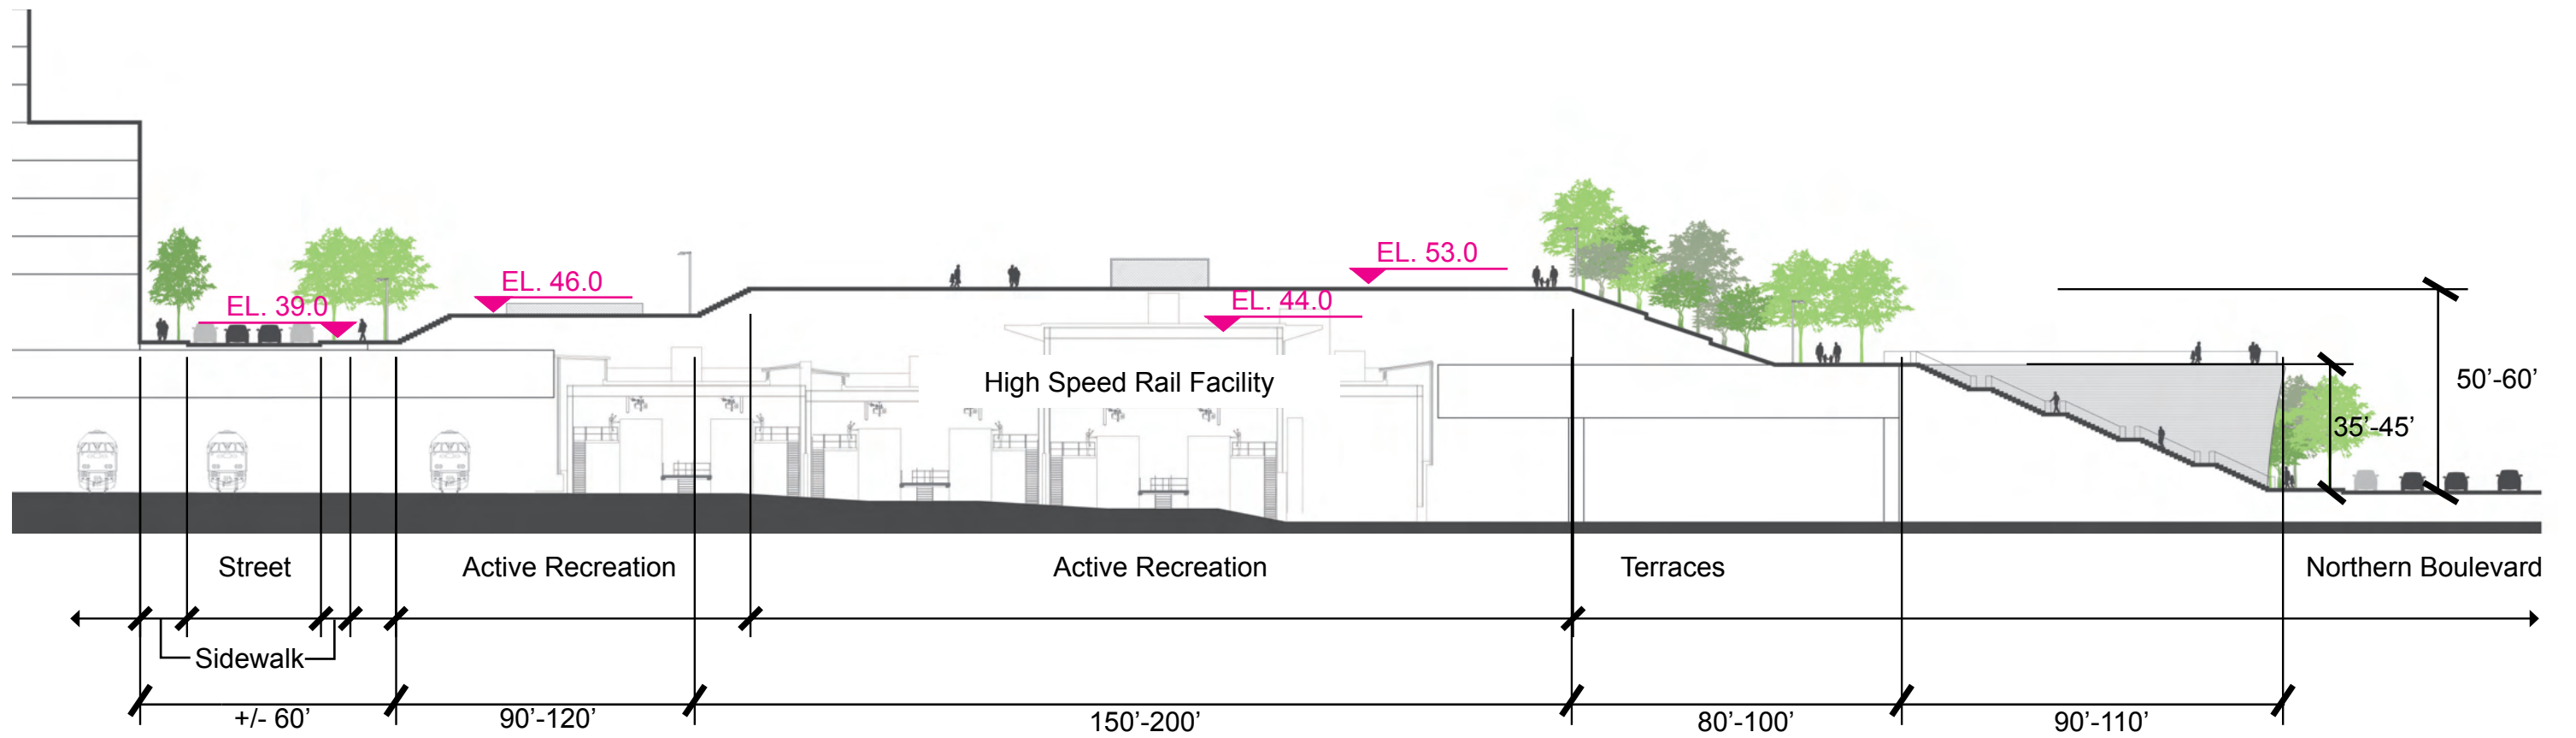 EL. 53.0
EL. 46.0
EL. 39.0
EL. 44.0
High Speed Rail Facility
50’-60’
35’-45’
Street
Active Recreation
Active Recreation
Terraces
Northern Boulevard
Sidewalk
+/- 60’
90’-120’
150’-200’
80’-100’
90’-110’